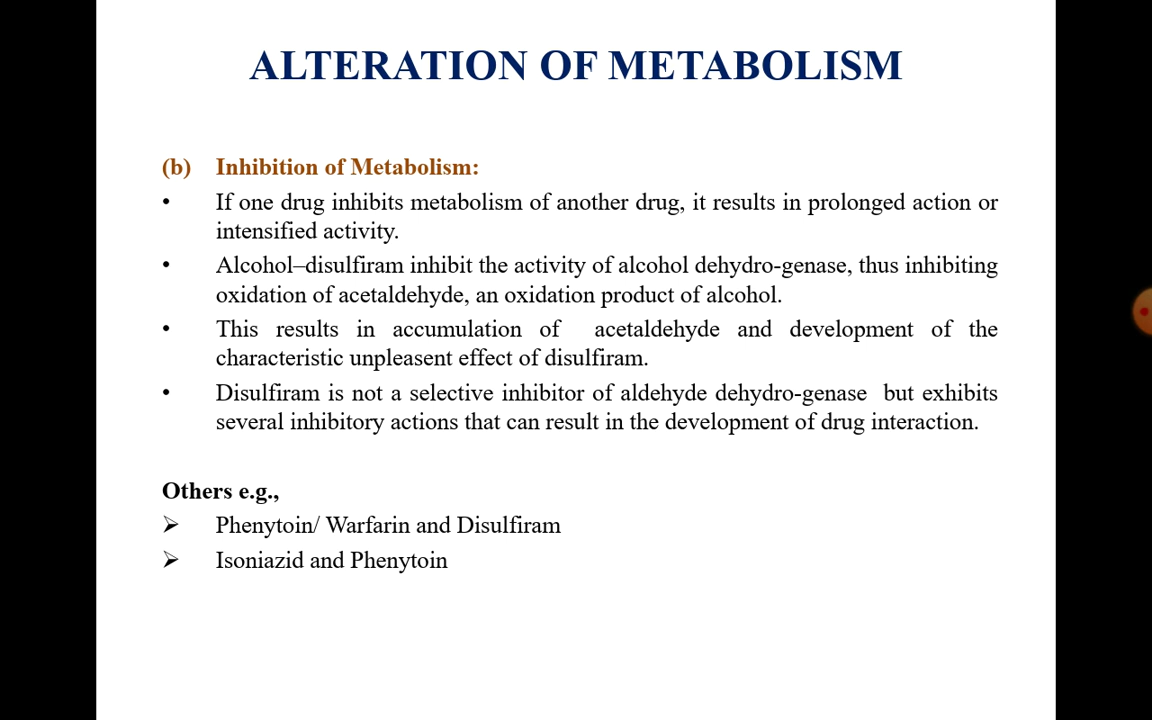 ALTERATION OF METABOLISM
(b) Inhibition of Metabolism:
• If one drug inhibits metabolism of another drug, it results in prolonged action or
intensified activity.
• Alcohol–disulfiram inhibit the activity of alcohol dehydro-genase, thus inhibiting
oxidation of acetaldehyde, an oxidation product of alcohol.
• This results in accumulation of acetaldehyde and development of the
characteristic unpleasent effect of disulfiram.
• Disulfiram is not a selective inhibitor of aldehyde dehydro-genase but exhibits
several inhibitory actions that can result in the development of drug interaction.
Others e.g.,
➢ Phenytoin/ Warfarin and Disulfiram
➢ Isoniazid and Phenytoin